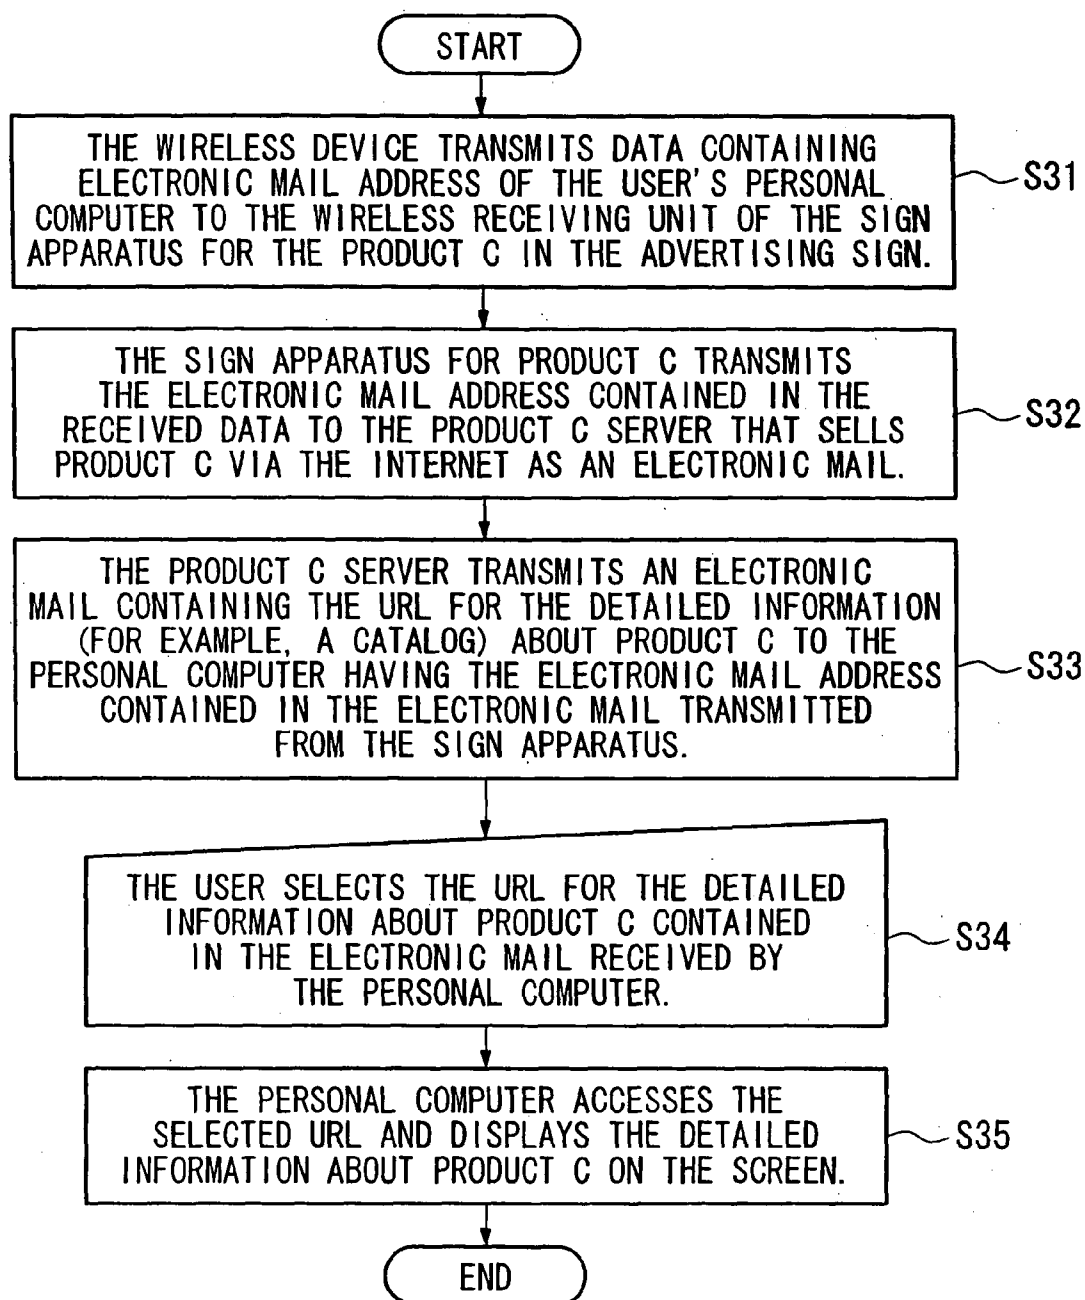 START
THE WIRELESS DEVICE TRANSMITS DATA CONTAINING
ELECTRONIC MAIL ADDRESS OF THE USER'S PERSONAL
COMPUTER TO THE WIRELESS RECEIVING UNIT OF THE SIGN
APPARATUS FOR THE PRODUCT C IN THE ADVERTISING SIGN.
S31
THE SIGN APPARATUS FOR PRODUCT C TRANSMITS
THE ELECTRONIC MAIL ADDRESS CONTAINED IN THE
RECEIVED DATA TO THE PRODUCT C SERVER THAT SELLS
PRODUCT C VIA THE INTERNET AS AN ELECTRONIC MAIL.
S32
THE PRODUCT C SERVER TRANSMITS AN ELECTRONIC
MAIL CONTAINING THE URL FOR THE DETAILED INFORMATION
(FOR EXAMPLE, A CATALOG) ABOUT PRODUCT C TO THE
PERSONAL COMPUTER HAVING THE ELECTRONIC MAIL ADDRESS
CONTAINED IN THE ELECTRONIC MAIL TRANSMITTED
FROM THE SIGN APPARATUS.
S33
THE USER SELECTS THE URL FOR THE DETAILED
INFORMATION ABOUT PRODUCT C CONTAINED
IN THE ELECTRONIC MAIL RECEIVED BY
THE PERSONAL COMPUTER.
S34
THE PERSONAL COMPUTER ACCESSES THE
SELECTED URL AND DISPLAYS THE DETAILED
INFORMATION ABOUT PRODUCT C ON THE SCREEN.
S35
END